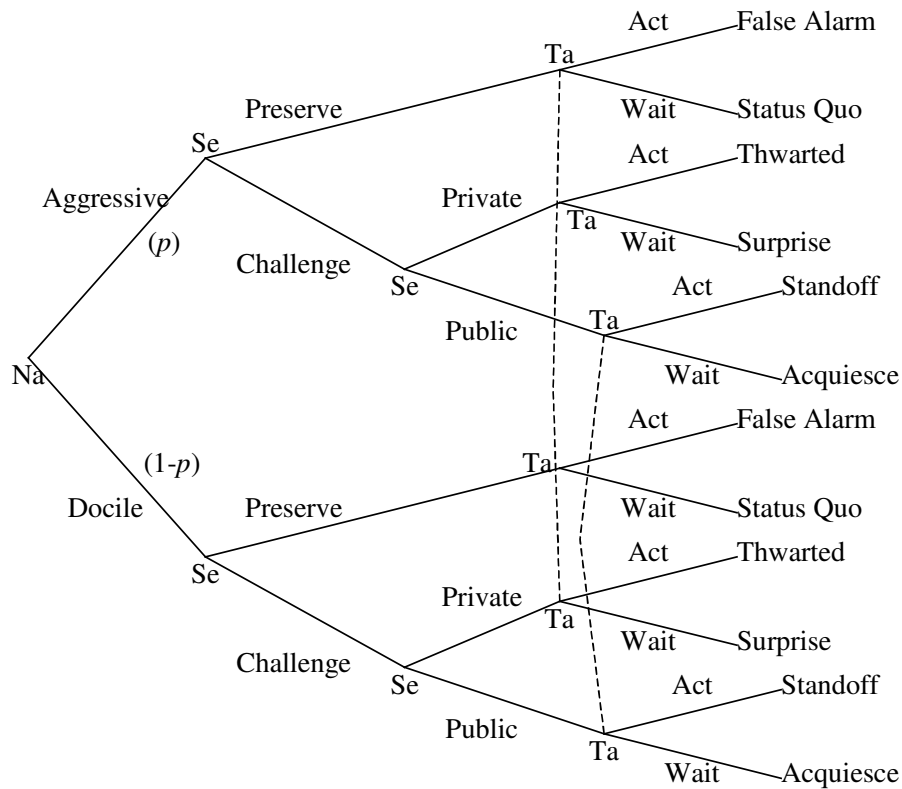 Act False Alarm
Ta
Preserve
Wait Status Quo
Se
Act Thwarted
Aggressive
Private
Ta
(p)
Wait Surprise
Challenge
Se
Act Standoff
Public
Ta
Na
Wait Acquiesce
Act False Alarm
(1-p)
Ta
Docile
Preserve
Wait Status Quo
Act Thwarted
Se
Private
Ta
Wait Surprise
Challenge
Se
Act Standoff
Public
Ta
Wait Acquiesce